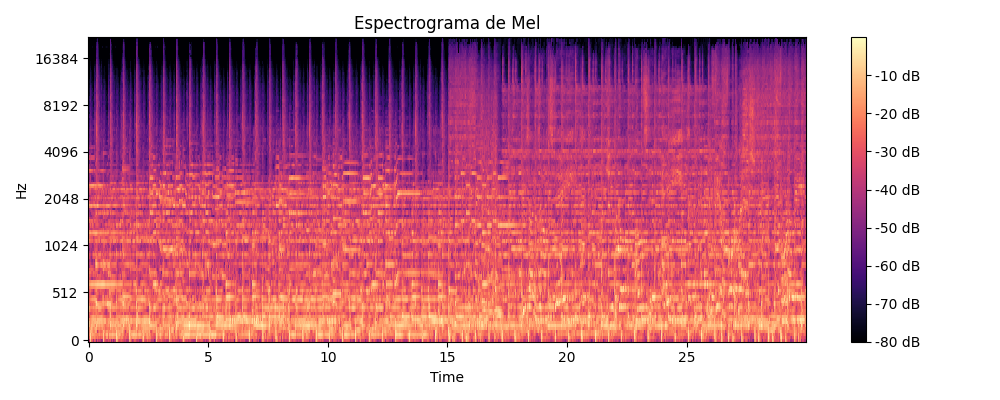 Espectrograma de Mel
Hz
16384
8192
4096
2048
1024
512
0
0 5 10 15 20 25
Time
-10 dB
-20 dB
-30 dB
-40 dB
-50 dB
-60 dB
-70 dB
-80 dB